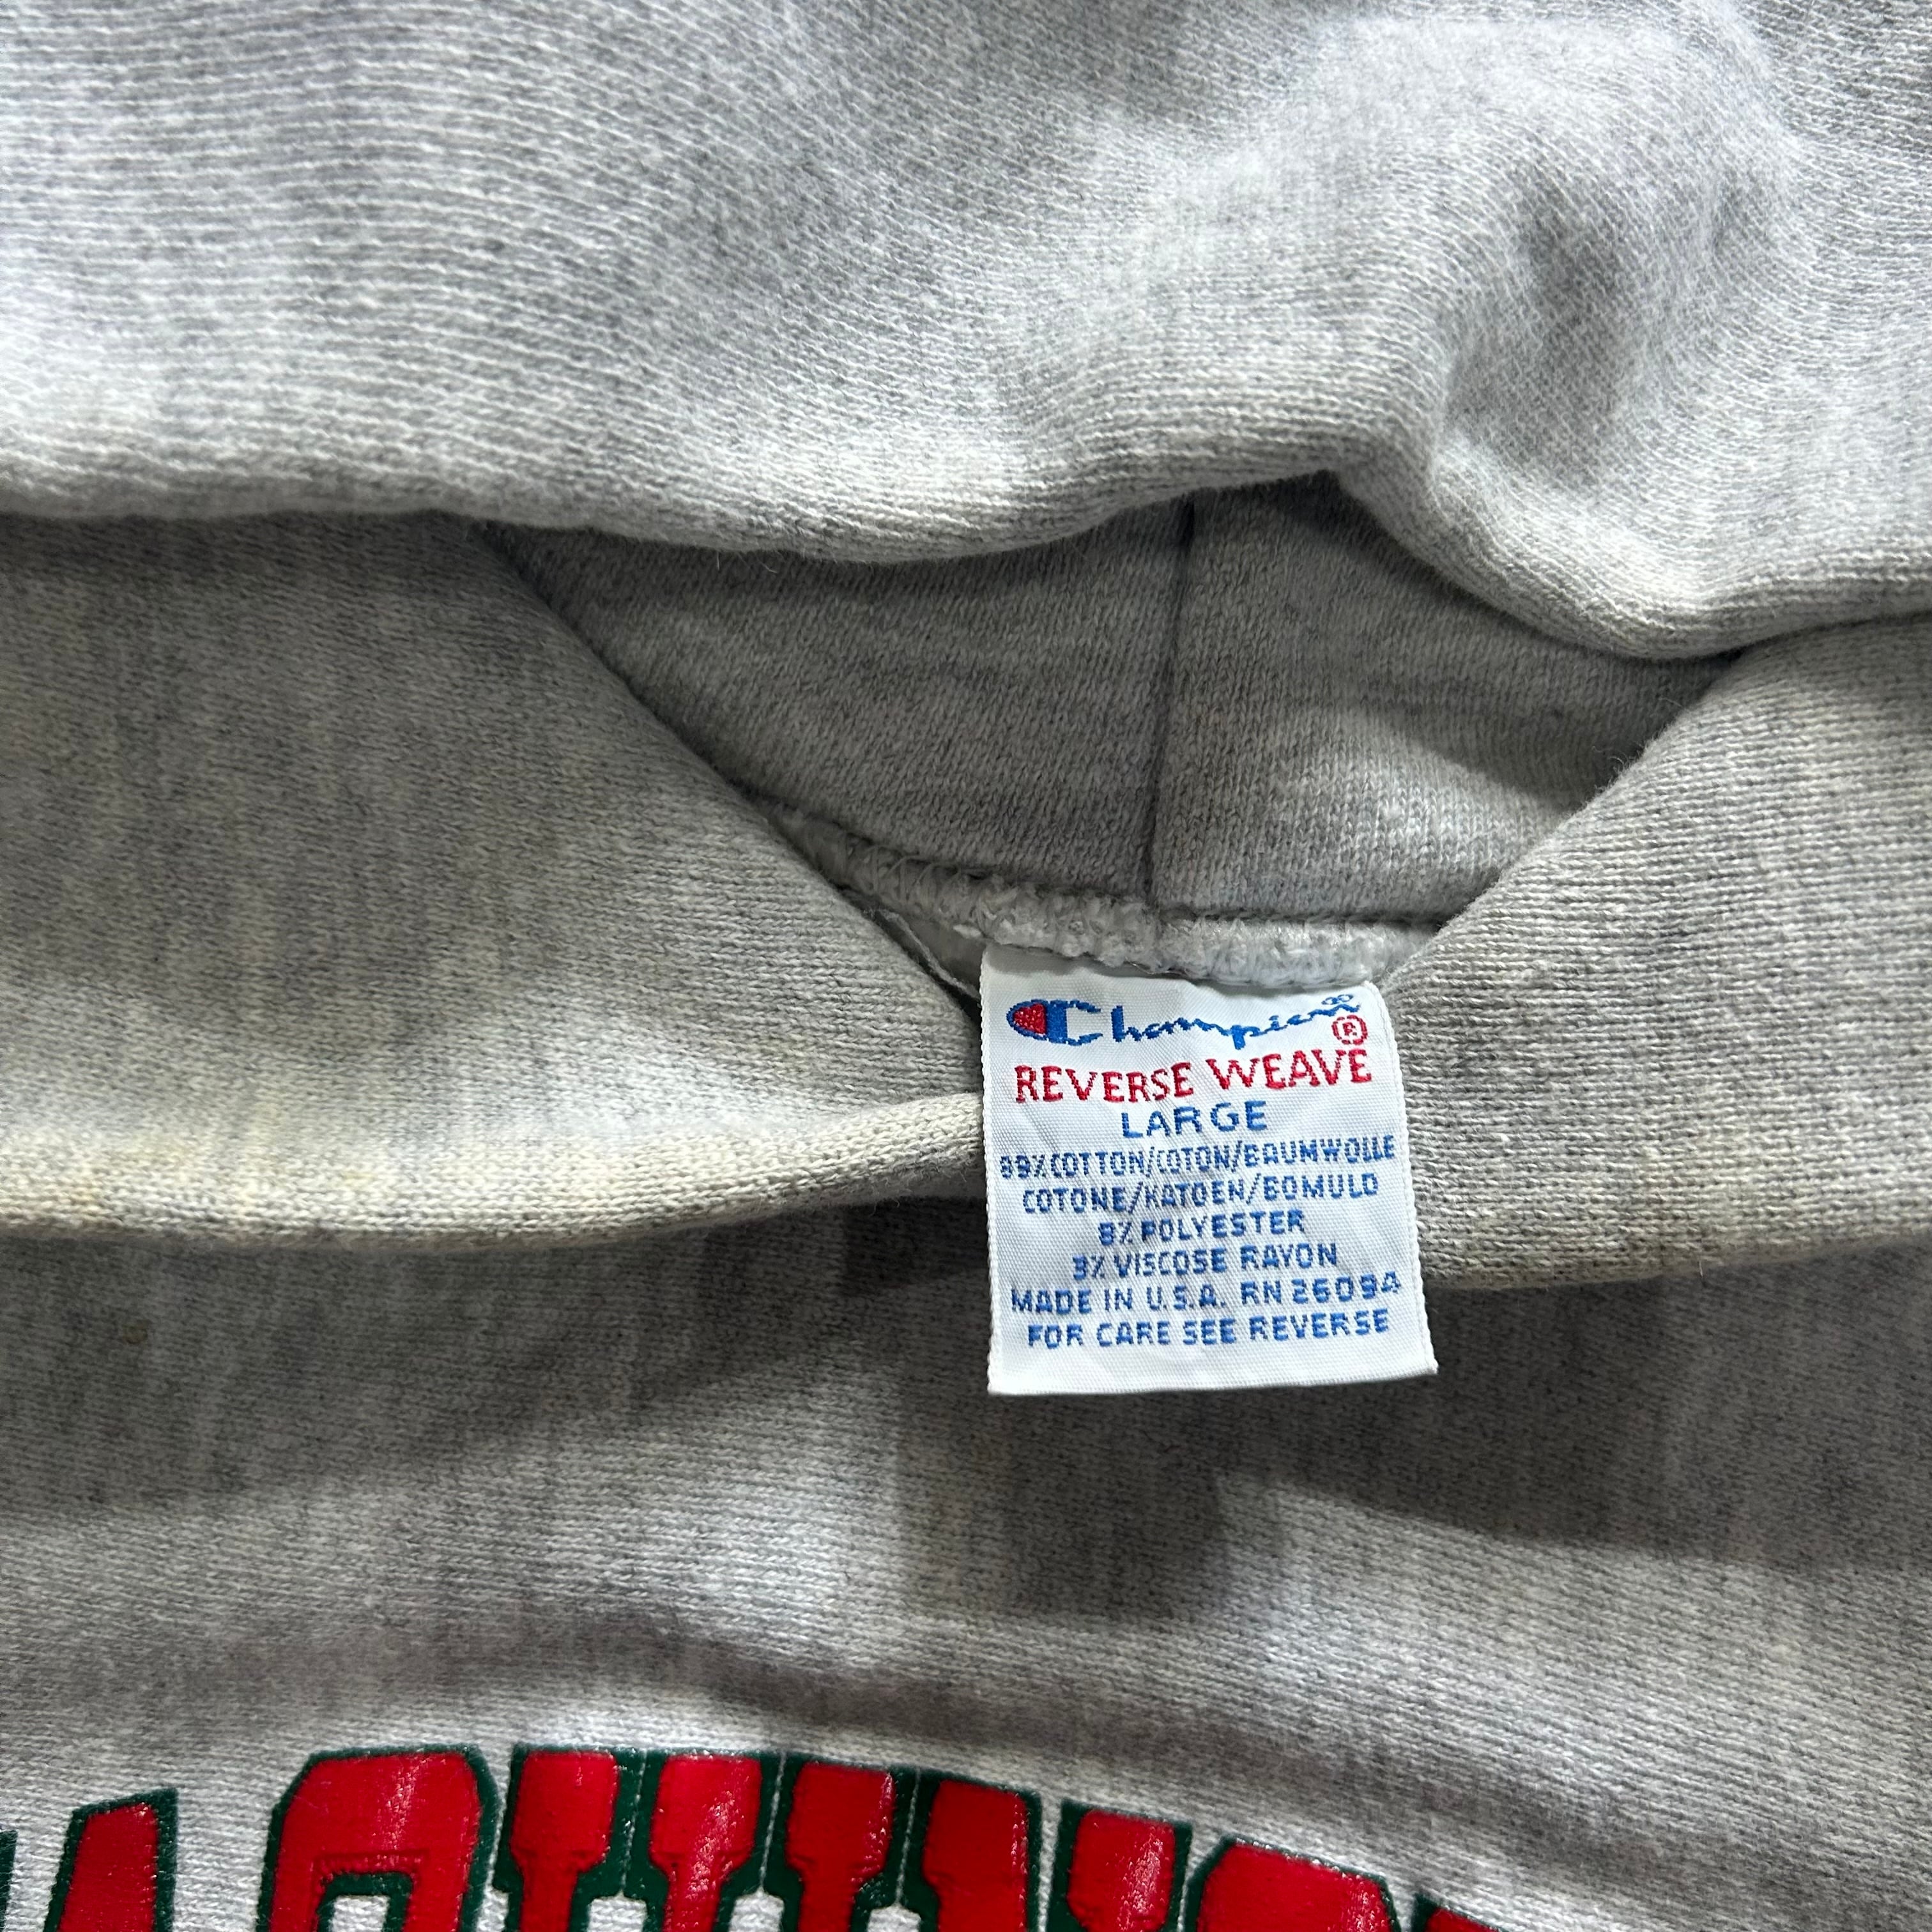 Champion®
REVERSE WEAVE
LARGE
89% COTTON/COTON/BAUMWOLLE
COTONE/KATOEN/BOMULD
8% POLYESTER
3% VISCOSE RAYON
MADE IN U.S.A. RN 26094
FOR CARE SEE REVERSE